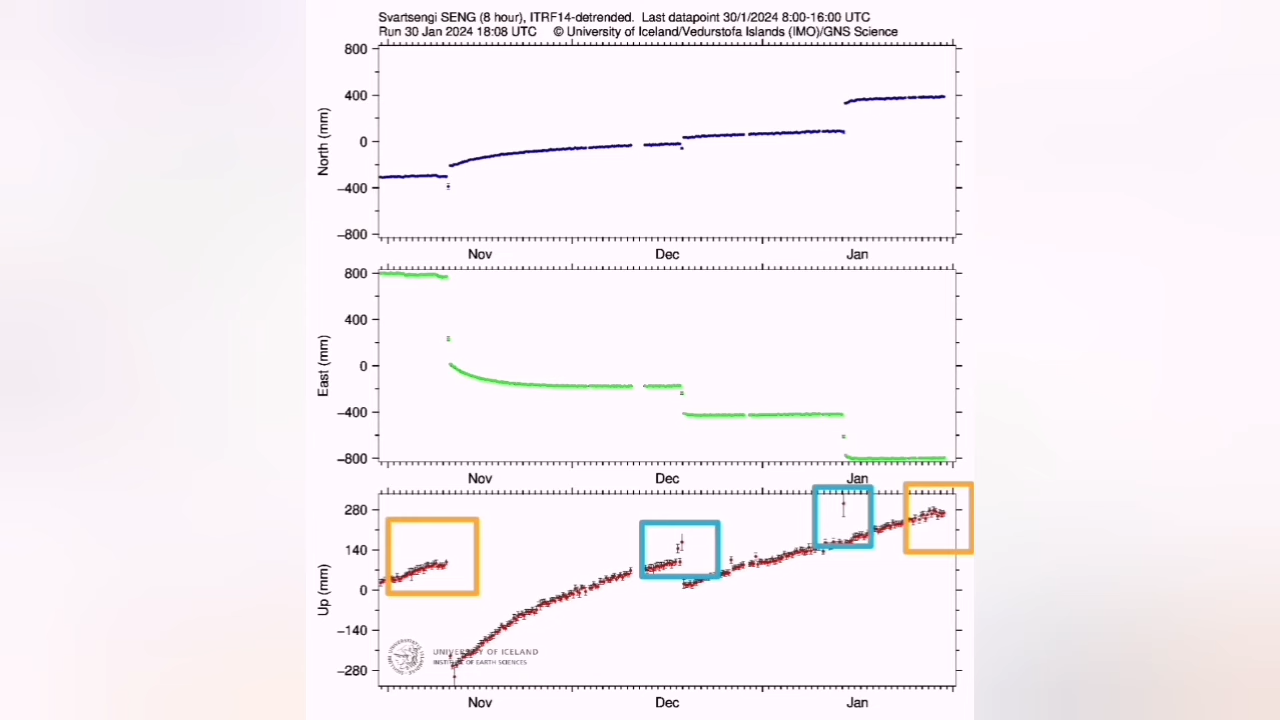 Svartsengi SENG (8 hour), ITRF14-detrended. Last datapoint 30/1/2024 8:00-16:00 UTC
Run 30 Jan 2024 18:08 UTC © University of Iceland/Vedurstofa Islands (IMO)/GNS Science
800
400
0
−400
−800
North (mm)
Nov Dec Jan
800
400
0
−400
−800
East (mm)
Nov Dec Jan
280
140
0
−140
−280
Up (mm)
UNIVERSITY OF ICELAND
INSTITUTE OF EARTH SCIENCES
Nov Dec Jan